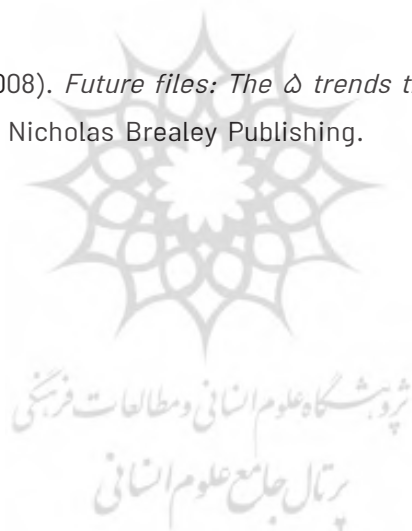 008). Future files: The ۵ trends t
Nicholas Brealey Publishing.
پژوهشگاه علوم انسانی و مطالعات فرهنگی
پرتال جامع علوم انسانی